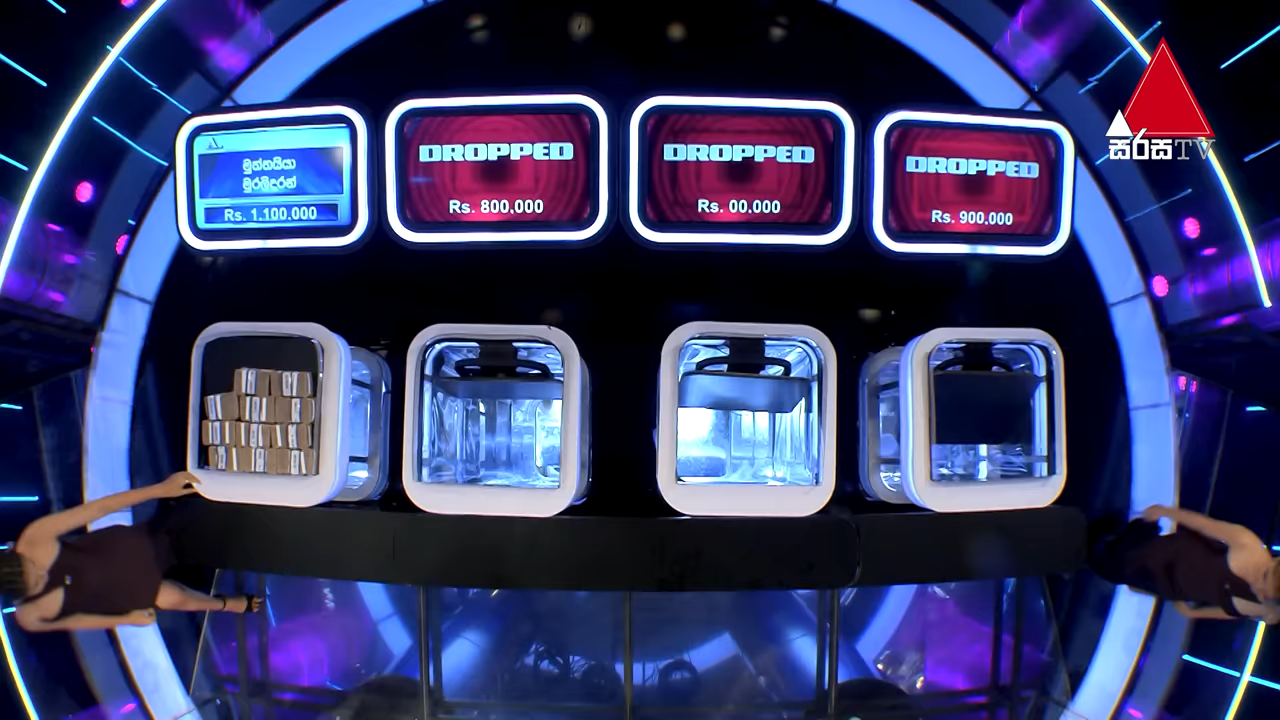 මුත්තයියා
මුරලිදරන්
Rs. 1,100,000
DROPPED
Rs. 800,000
DROPPED
Rs. 00,000
DROPPED
Rs. 900,000
සිරස TV